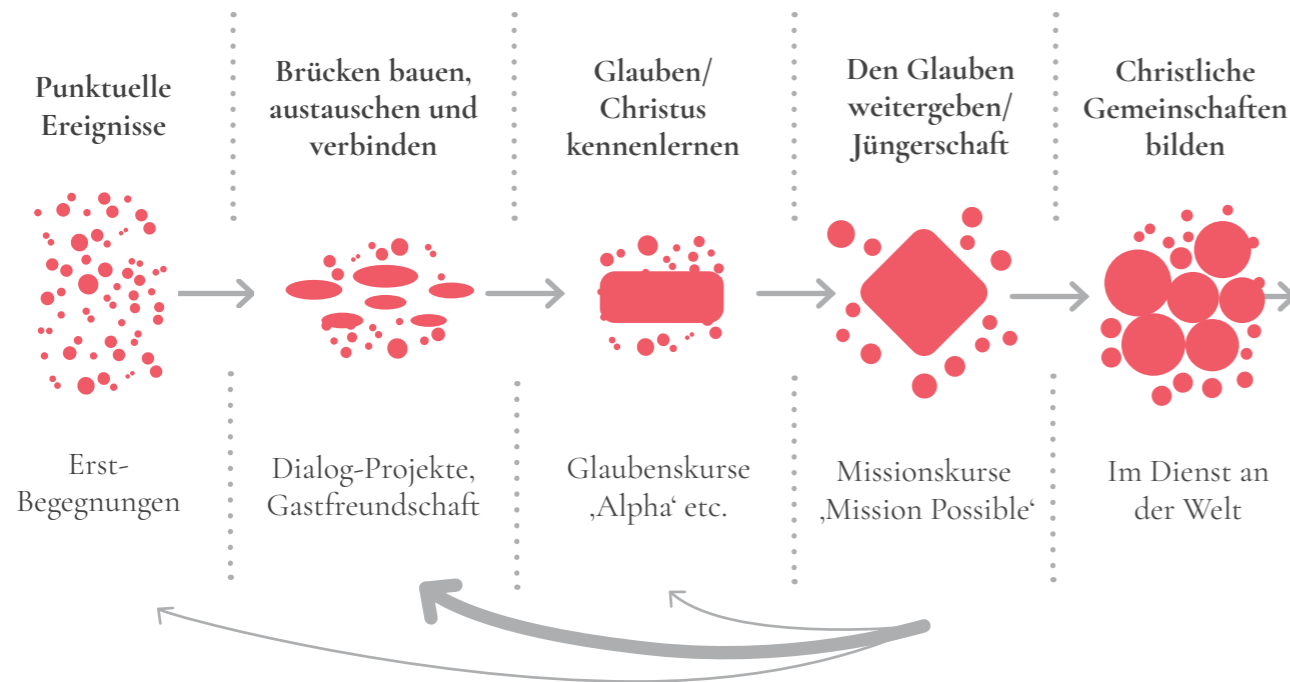 Punktuelle
Ereignisse
Brücken bauen,
austauschen und
verbinden
Glauben/
Christus
kennenlernen
Den Glauben
weitergeben/
Jüngerschaft
Christliche
Gemeinschaften
bilden
Erst-
Begegnungen
Dialog-Projekte,
Gastfreundschaft
Glaubenskurse
‚Alpha‘ etc.
Missionskurse
‚Mission Possible‘
Im Dienst an
der Welt